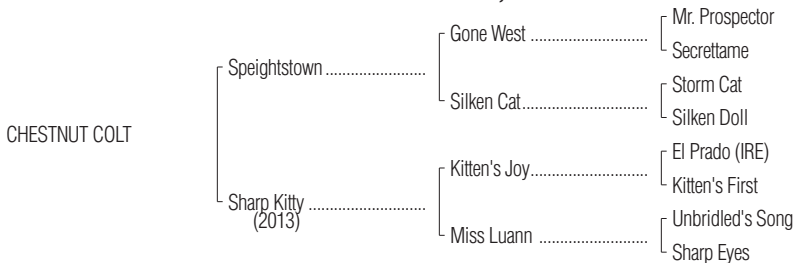 Mr. Prospector
Gone West ..............................
Secrettame
Speightstown .........................
Storm Cat
Silken Cat...............................
Silken Doll
CHESTNUT COLT
El Prado (IRE)
Kitten's Joy.............................
Kitten's First
Sharp Kitty .............................
(2013)
Unbridled's Song
Miss Luann ...........................
Sharp Eyes